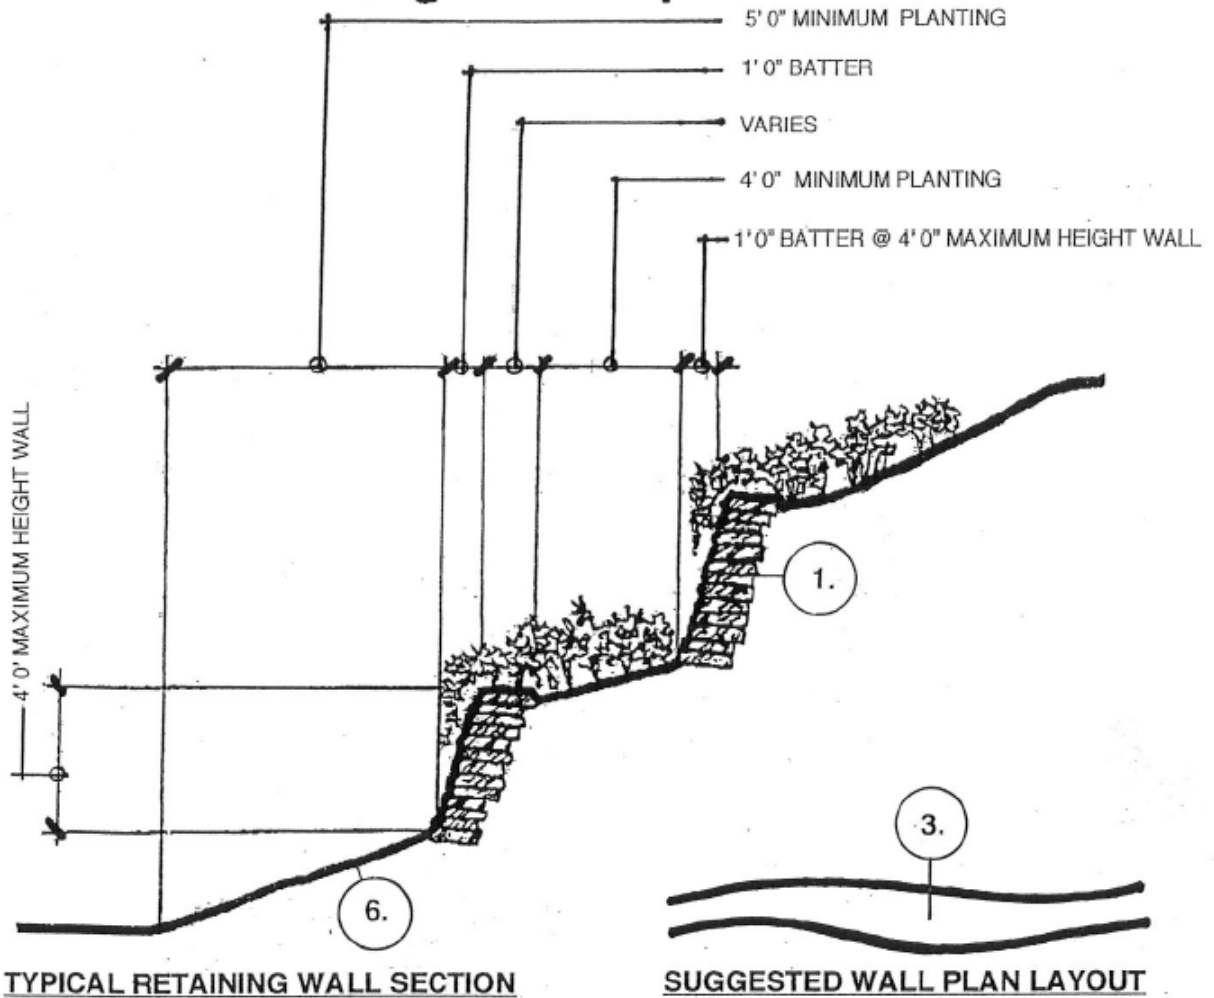 5' 0" MINIMUM PLANTING
1' 0" BATTER
VARIES
4' 0" MINIMUM PLANTING
1' 0" BATTER @ 4' 0" MAXIMUM HEIGHT WALL
4' 0' MAXIMUM HEIGHT WALL
1.
3.
6.
TYPICAL RETAINING WALL SECTION
SUGGESTED WALL PLAN LAYOUT